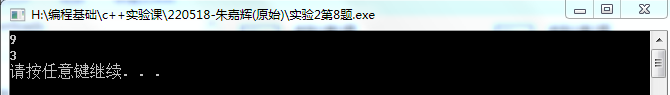 H:\编程基础\c++实验课\220518-朱嘉辉(原始)\实验2第8题.exe
9
3
请按任意键继续. . .